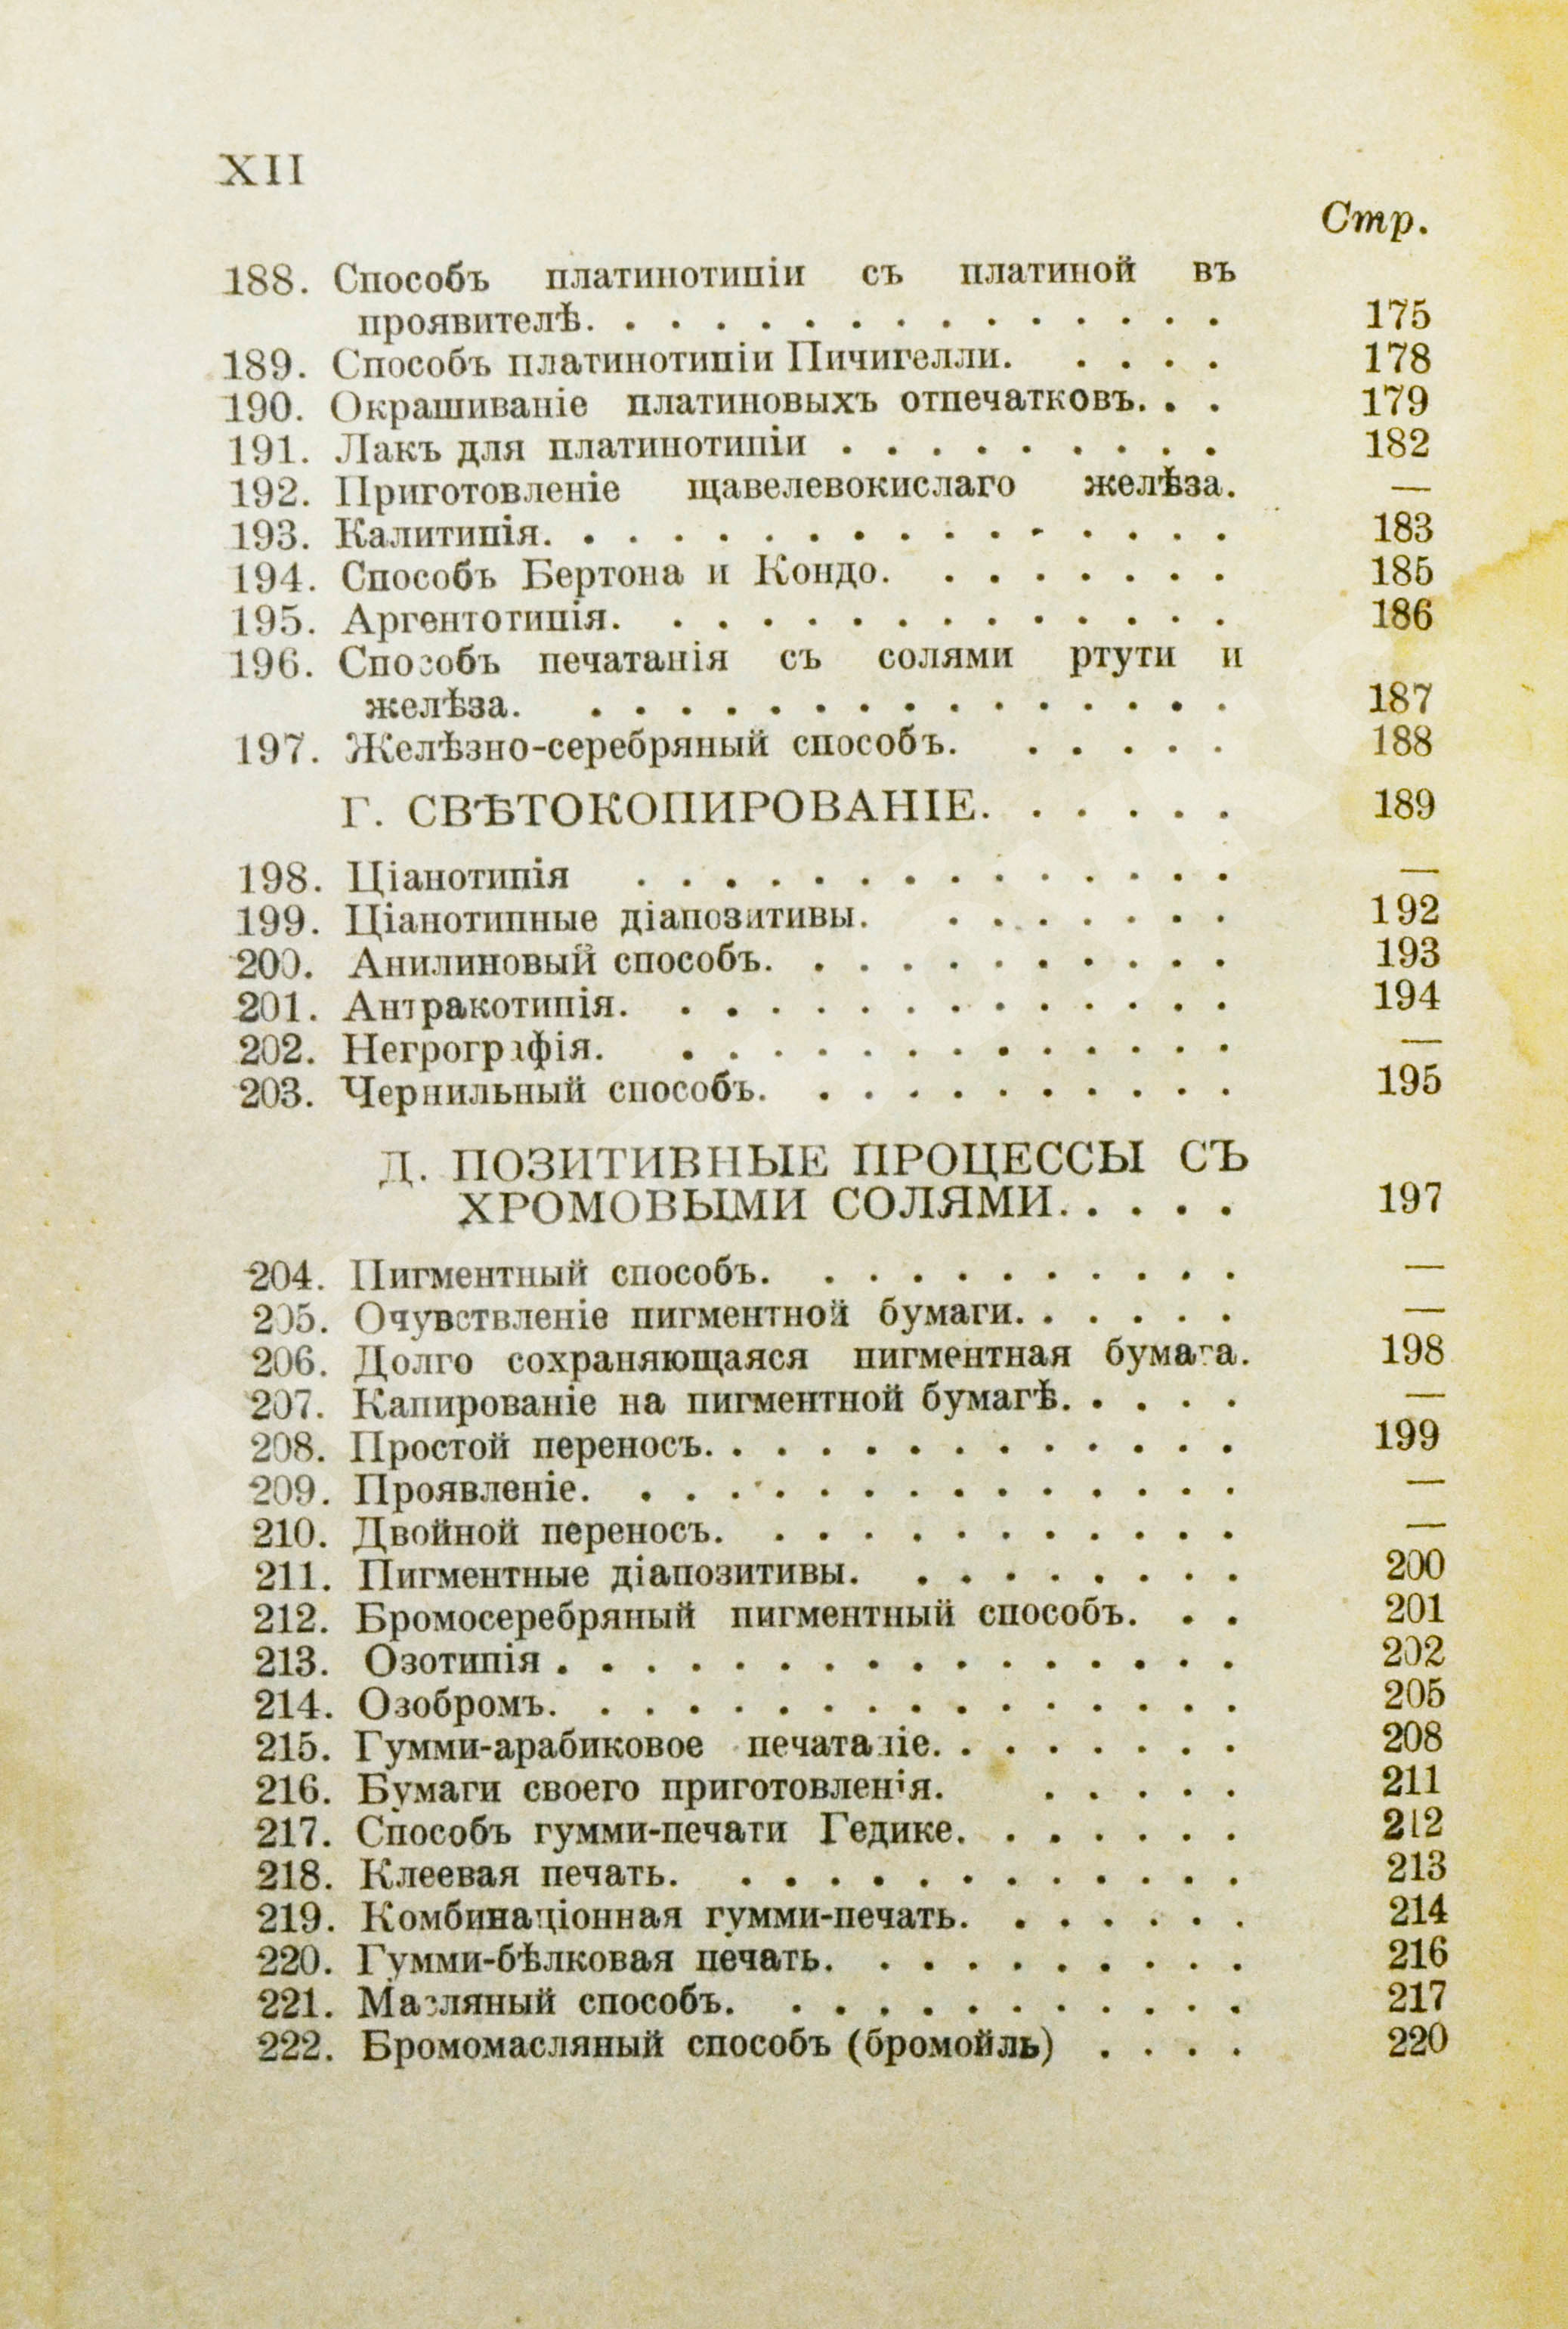 XII
Стр.
188. Способъ платинотипіи съ платиной въ
проявителѣ. . . . . . . . . . . . . . . 175
189. Способъ платинотипіи Пичигелли. . . . . 178
190. Окрашиваніе платиновыхъ отпечатковъ. . . 179
191. Лакъ для платинотипіи . . . . . . . . . 182
192. Приготовленіе щавелевокислаго желѣза. —
193. Калитипія. . . . . . . . . . . . . . . . 183
194. Способъ Бертона и Кондо. . . . . . . . 185
195. Аргентотипія. . . . . . . . . . . . . . 186
196. Способъ печатанія съ солями ртути и
желѣза. . . . . . . . . . . . . . . . 187
197. Желѣзно-серебряный способъ. . . . . . 188
Г. СВѢТОКОПИРОВАНІЕ. . . . . . 189
198. Ціанотипія . . . . . . . . . . . . . . —
199. Ціанотипные діапозитивы. . . . . . . . 192
200. Анилиновый способъ. . . . . . . . . . . 193
201. Антракотипія. . . . . . . . . . . . . . 194
202. Негрографія. . . . . . . . . . . . . . —
203. Чернильный способъ. . . . . . . . . . . 195
Д. ПОЗИТИВНЫЕ ПРОЦЕССЫ СЪ
ХРОМОВЫМИ СОЛЯМИ. . . . . 197
204. Пигментный способъ. . . . . . . . . . . —
205. Очувствленіе пигментной бумаги. . . . . . —
206. Долго сохраняющаяся пигментная бумага. 198
207. Капированіе на пигментной бумагѣ. . . . . —
208. Простой переносъ. . . . . . . . . . . . . 199
209. Проявленіе. . . . . . . . . . . . . . . —
210. Двойной переносъ. . . . . . . . . . . . —
211. Пигментные діапозитивы. . . . . . . . . 200
212. Бромосеребряный пигментный способъ. . . 201
213. Озотипія . . . . . . . . . . . . . . . . 202
214. Озобромъ. . . . . . . . . . . . . . . . 205
215. Гумми-арабиковое печатаніе. . . . . . . . 208
216. Бумаги своего приготовленія. . . . . . 211
217. Способъ гумми-печати Гедике. . . . . . . 212
218. Клеевая печать. . . . . . . . . . . . . 213
219. Комбинаціонная гумми-печать. . . . . . . 214
220. Гумми-бѣлковая печать. . . . . . . . . . 216
221. Масляный способъ. . . . . . . . . . . . 217
222. Бромомасляный способъ (бромойль) . . . . 220